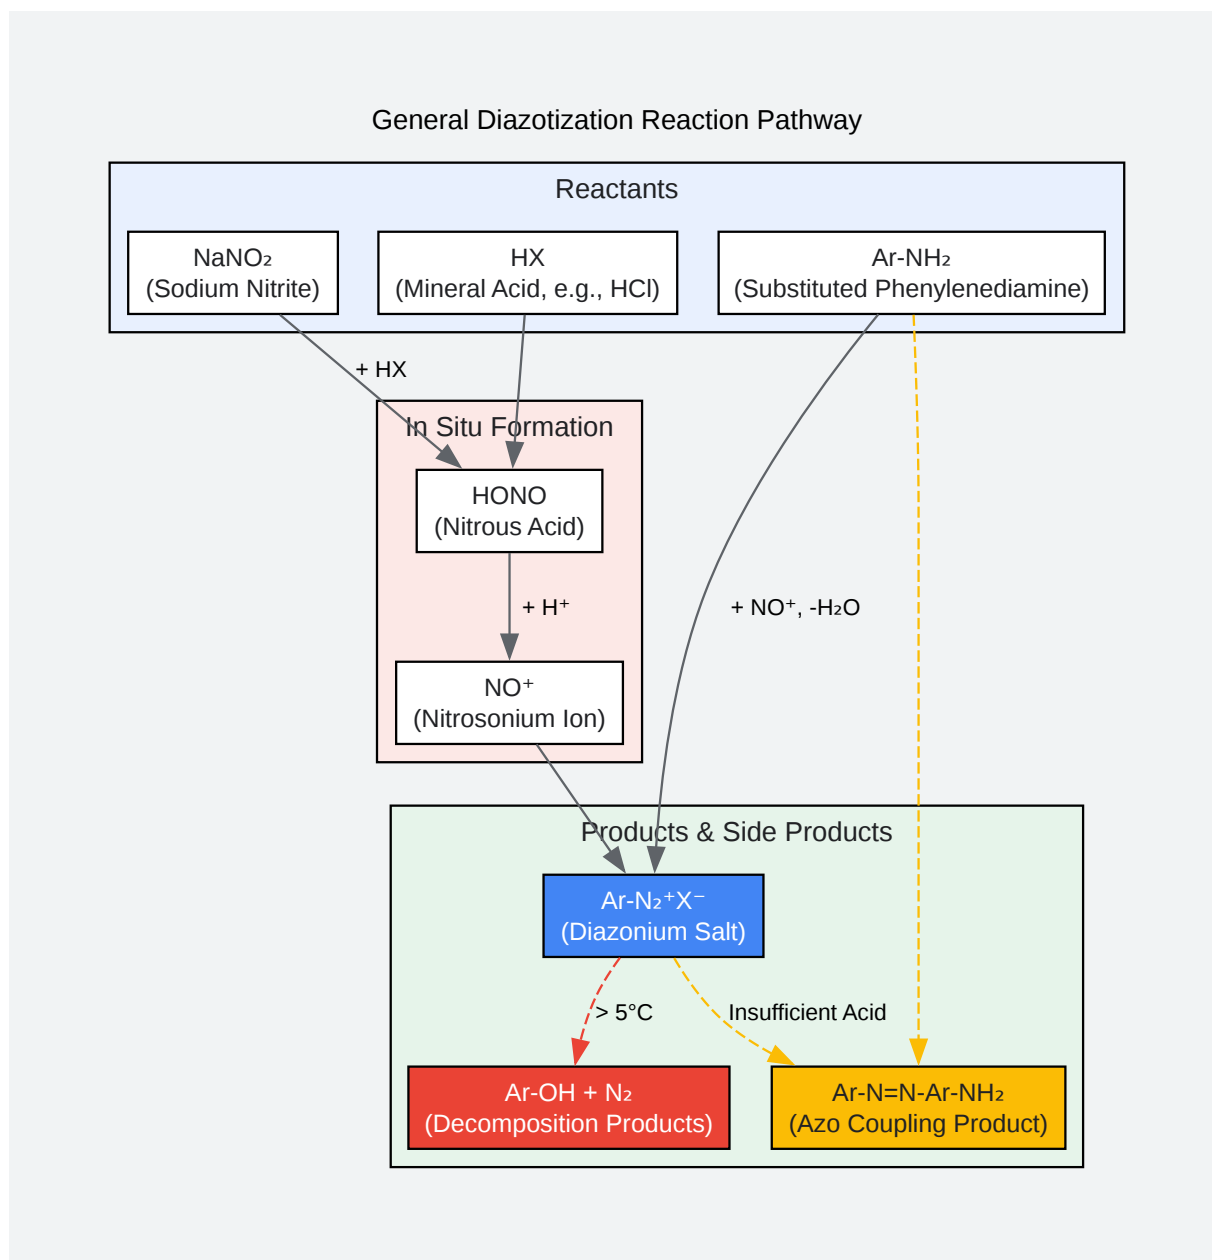 General Diazotization Reaction Pathway
Reactants
NaNO₂
(Sodium Nitrite)
HX
(Mineral Acid, e.g., HCl)
Ar-NH₂
(Substituted Phenylenediamine)
+ HX
In Situ Formation
HONO
(Nitrous Acid)
+ H⁺
+ NO⁺, -H₂O
NO⁺
(Nitrosonium Ion)
Products & Side Products
Ar-N₂⁺X⁻
(Diazonium Salt)
> 5°C
Insufficient Acid
Ar-OH + N₂
(Decomposition Products)
Ar-N=N-Ar-NH₂
(Azo Coupling Product)